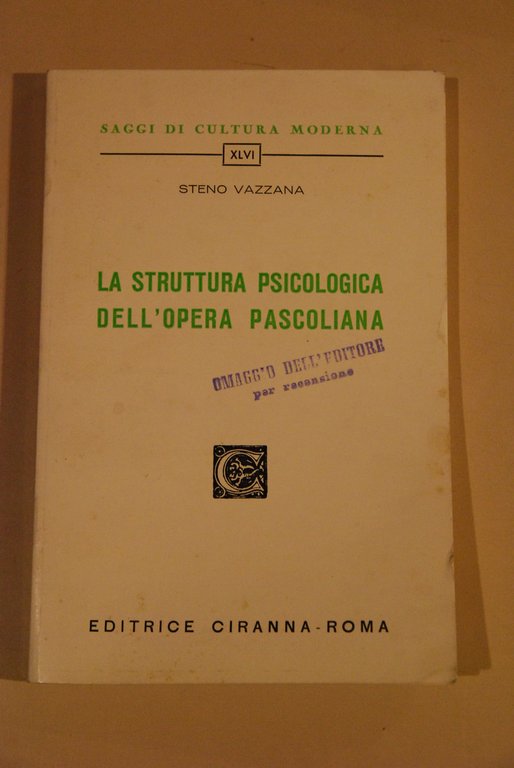 SAGGI DI CULTURA MODERNA
XLVI
STENO VAZZANA
LA STRUTTURA PSICOLOGICA
DELL'OPERA PASCOLIANA
OMAGGIO DELL'EDITORE
per recensione
C
EDITRICE CIRANNA - ROMA